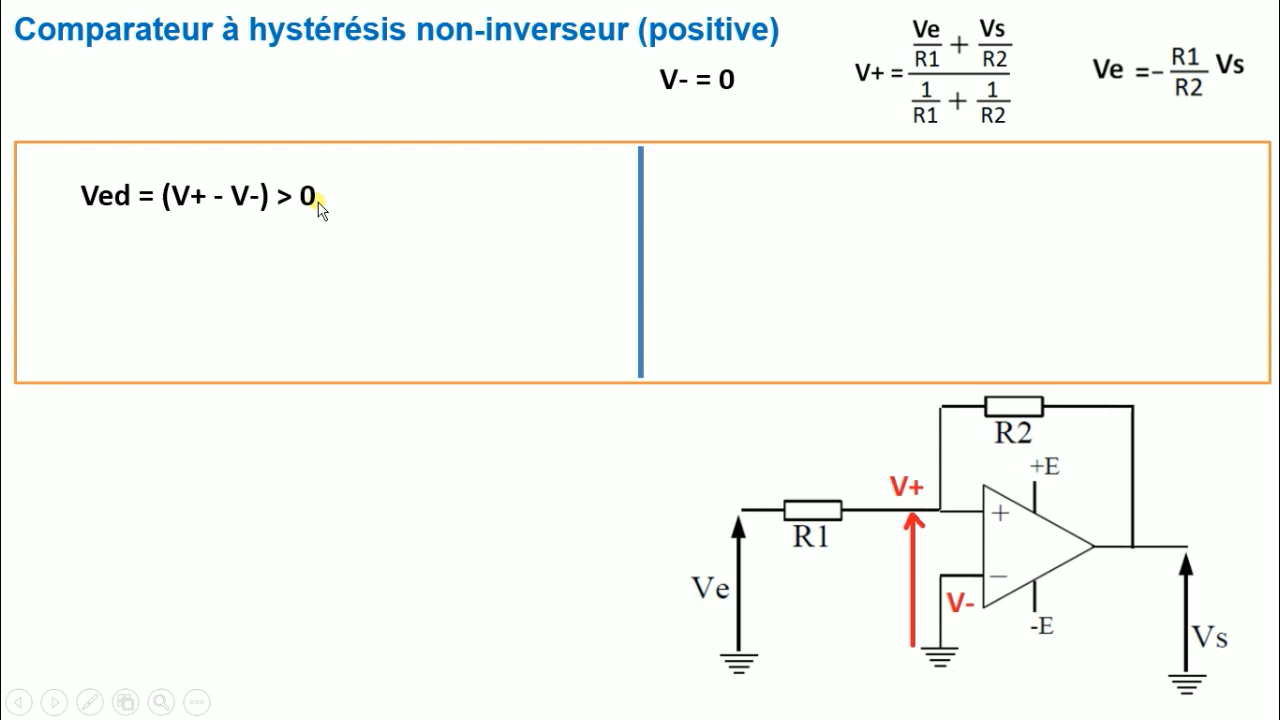 Comparateur à hystérésis non-inverseur (positive)
V- = 0
V+ = (Ve/R1 + Vs/R2) / (1/R1 + 1/R2)
Ve = - R1/R2 Vs
Ved = (V+ - V-) > 0
R2
+E
V+
+
R1
−
Ve
V-
-E
Vs